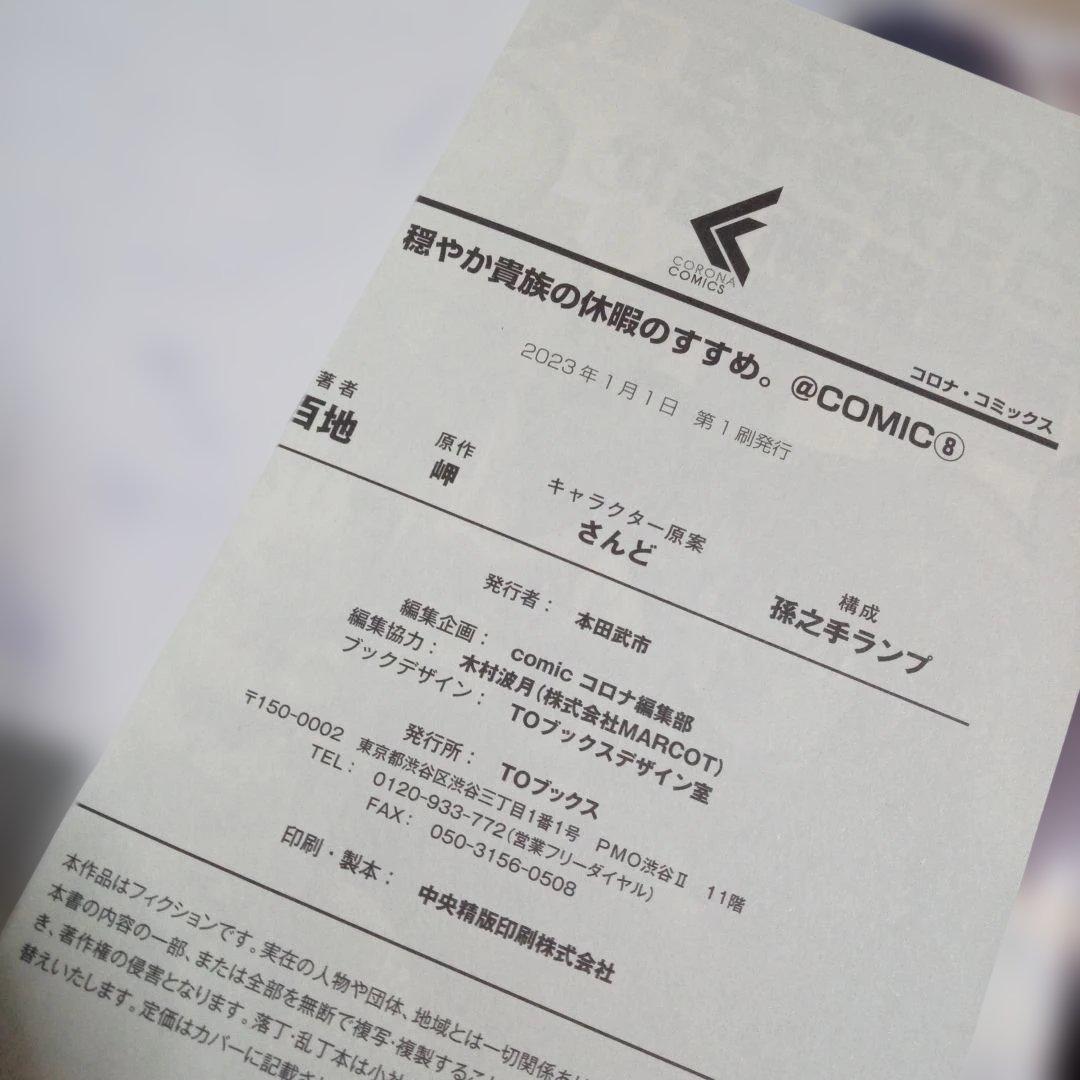 CORONA
COMICS
コロナ・コミックス
穏やか貴族の休暇のすすめ。@COMIC⑧
2023年1月1日 第1刷発行
著者
百地
原作
岬
キャラクター原案
さんど
構成
孫之手ランプ
発行者： 本田武市
編集企画： comic コロナ編集部
編集協力： 木村波月(株式会社MARCOT)
ブックデザイン： TOブックスデザイン室
発行所： TOブックス
〒150-0002 東京都渋谷区渋谷三丁目1番1号 PMO渋谷Ⅱ 11階
TEL： 0120-933-772(営業フリーダイヤル)
FAX： 050-3156-0508
印刷・製本： 中央精版印刷株式会社
本作品はフィクションです。実在の人物や団体、地域とは一切関係あ
本書の内容の一部、または全部を無断で複写・複製するこ
き、著作権の侵害となります。落丁・乱丁本は小社
替えいたします。定価はカバーに記載さ